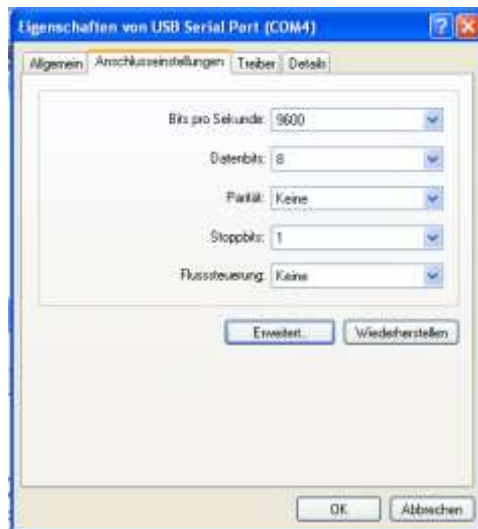 Eigenschaften von USB Serial Port (COM4)
Allgemein Anschlusseinstellungen Treiber Details
Bits pro Sekunde: 9600
Datenbits: 8
Parität: Keine
Stoppbits: 1
Flusssteuerung: Keine
Erweitert... Wiederherstellen
OK Abbrechen